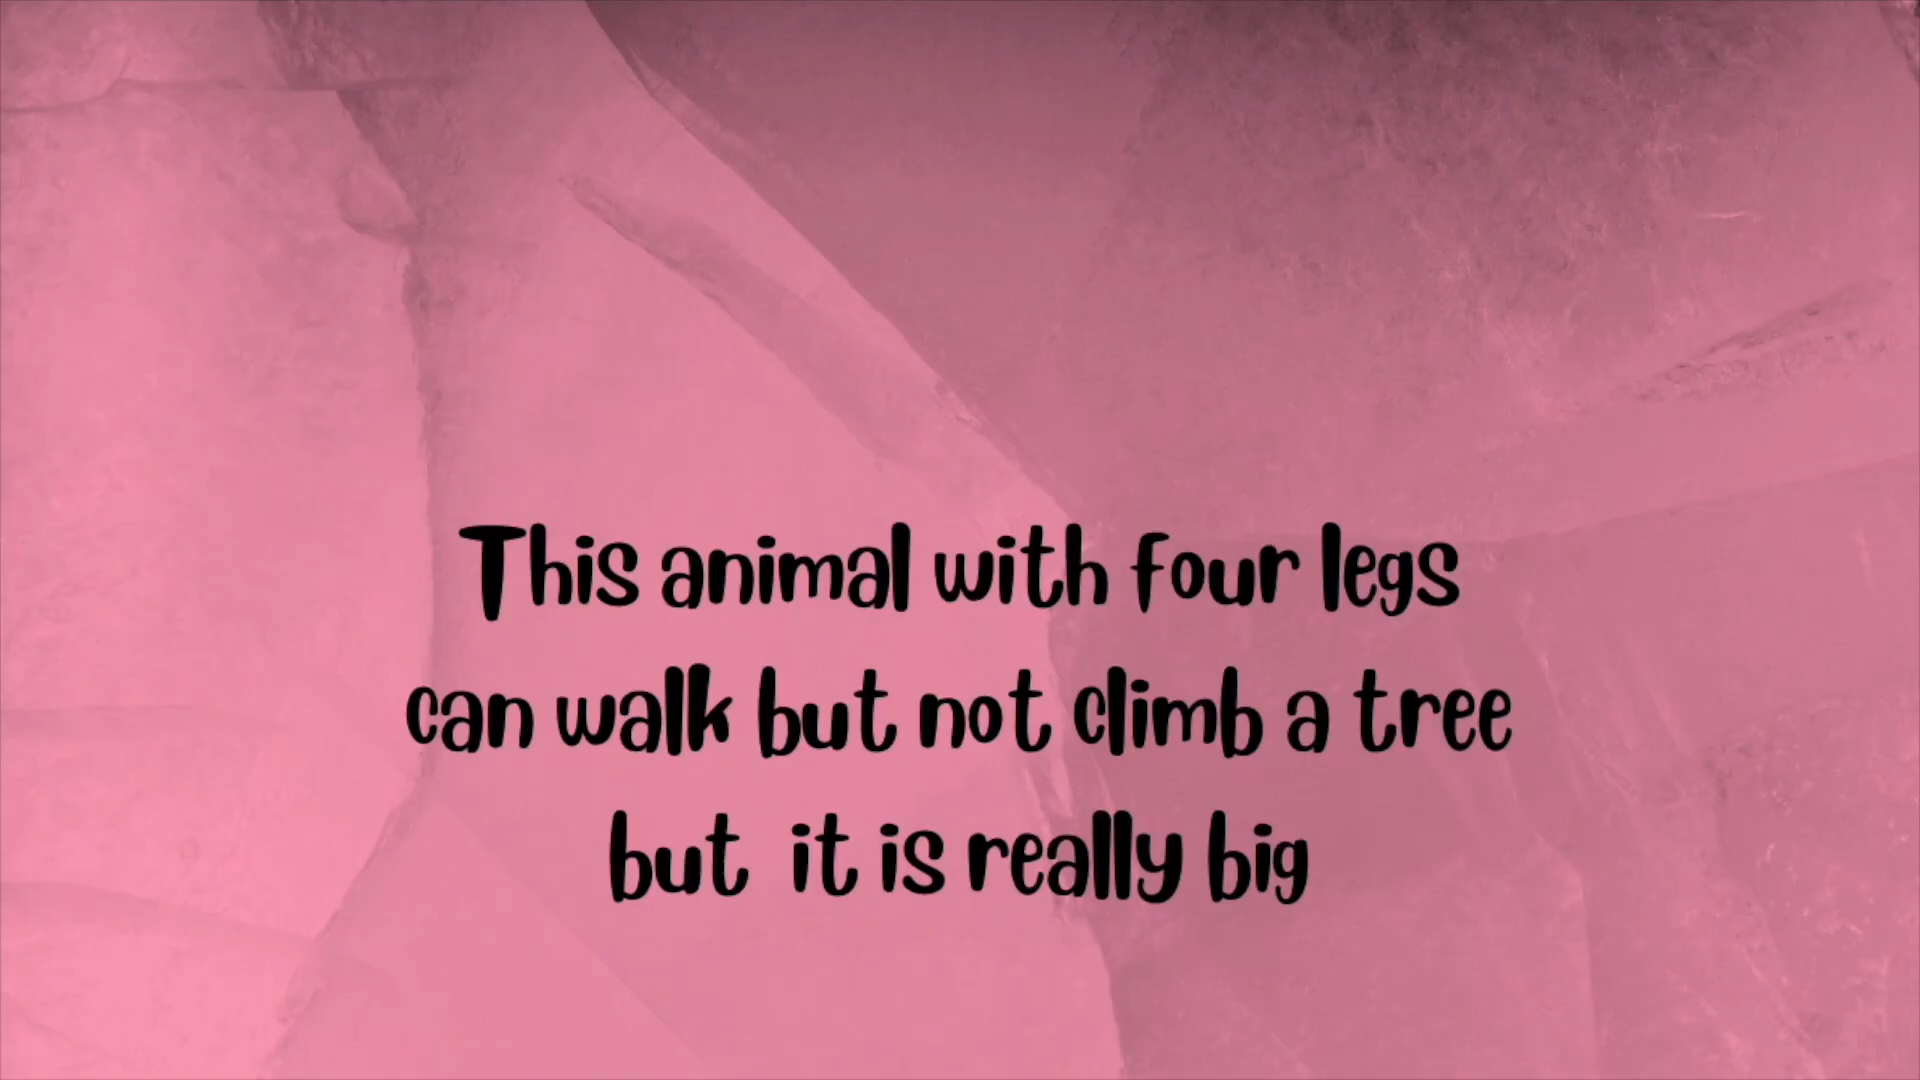 This animal with four legs
can walk but not climb a tree
but  it is really big